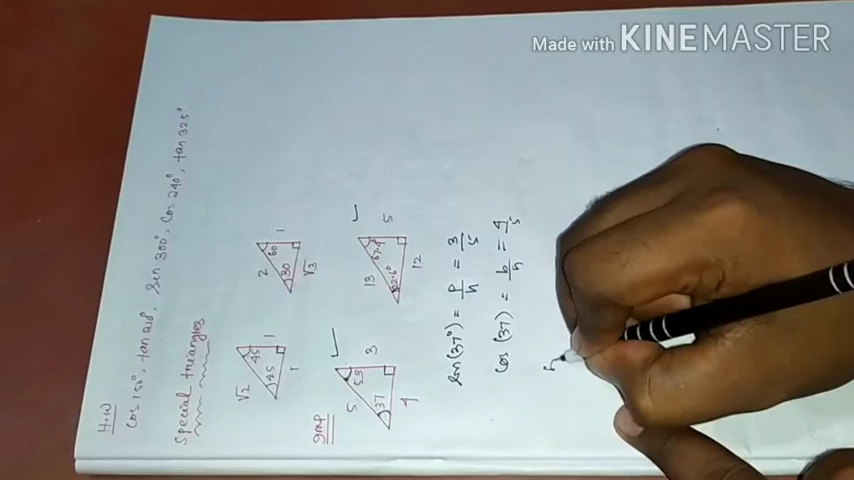 Made with KINEMASTER
H.W
cos 150°, tan 210, sin 300°, cos 240°, tan 325°
Special triangles
√2 45 1 45 1
2 60 1 30 √3
Imp
5 53 3 37 4
13 67.4 5 22.6° 12
sin (37°) = p/h = 3/5
cos (37) = b/h = 4/5